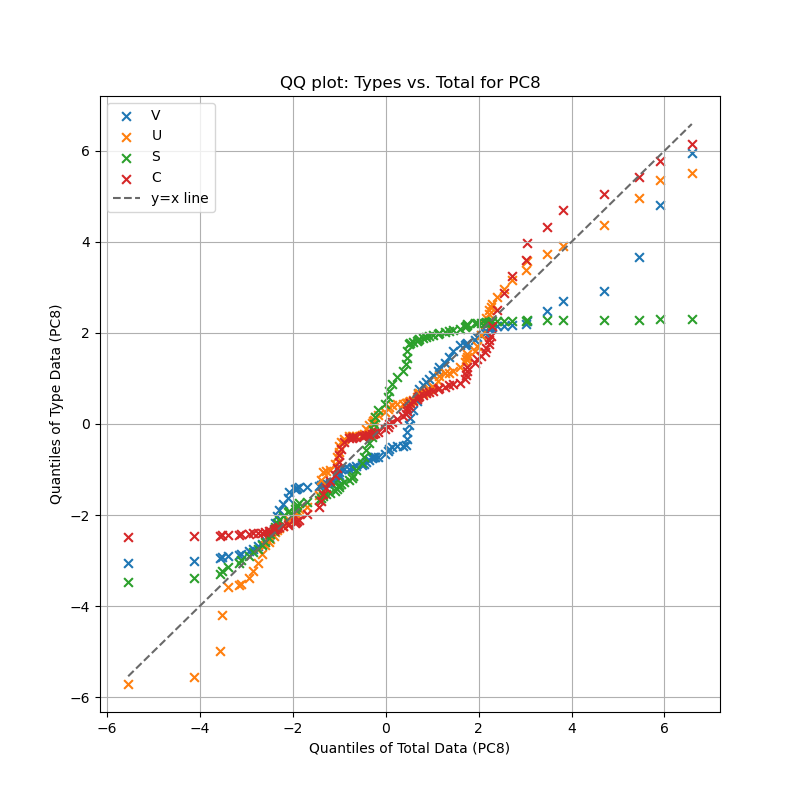 QQ plot: Types vs. Total for PC8
V
U
S
C
y=x line
6
4
2
0
−2
−4
−6
Quantiles of Type Data (PC8)
−6
−4
−2
0
2
4
6
Quantiles of Total Data (PC8)